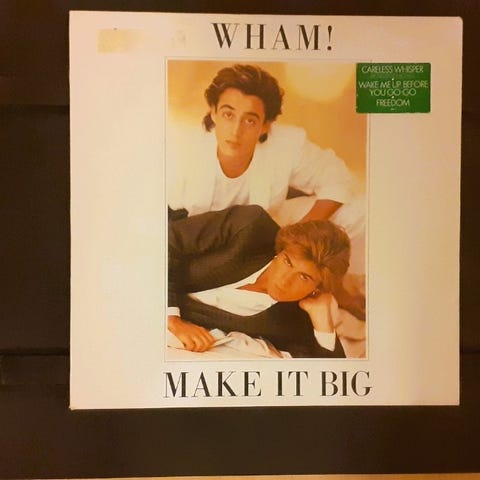 WHAM!
CARELESS WHISPER
WAKE ME UP BEFORE
YOU GO GO
FREEDOM
MAKE IT BIG